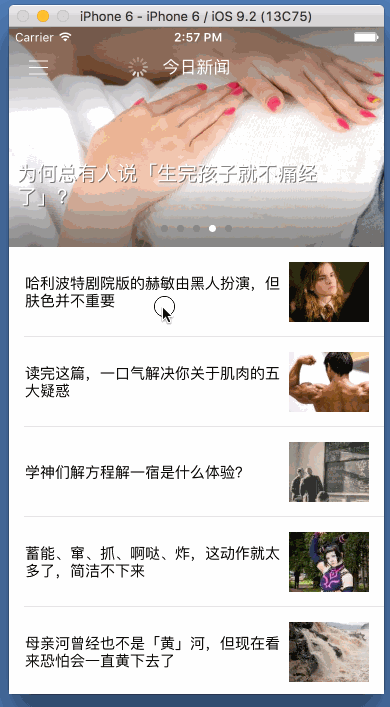 iPhone 6 - iPhone 6 / iOS 9.2 (13C75)
Carrier 2:57 PM
今日新闻
为何总有人说「生完孩子就不痛经
了」?
哈利波特剧院版的赫敏由黑人扮演，但
肤色并不重要
读完这篇，一口气解决你关于肌肉的五
大疑惑
学神们解方程解一宿是什么体验?
蓄能、窜、抓、啊哒、炸，这动作就太
多了，简洁不下来
母亲河曾经也不是「黄」河，但现在看
来恐怕会一直黄下去了